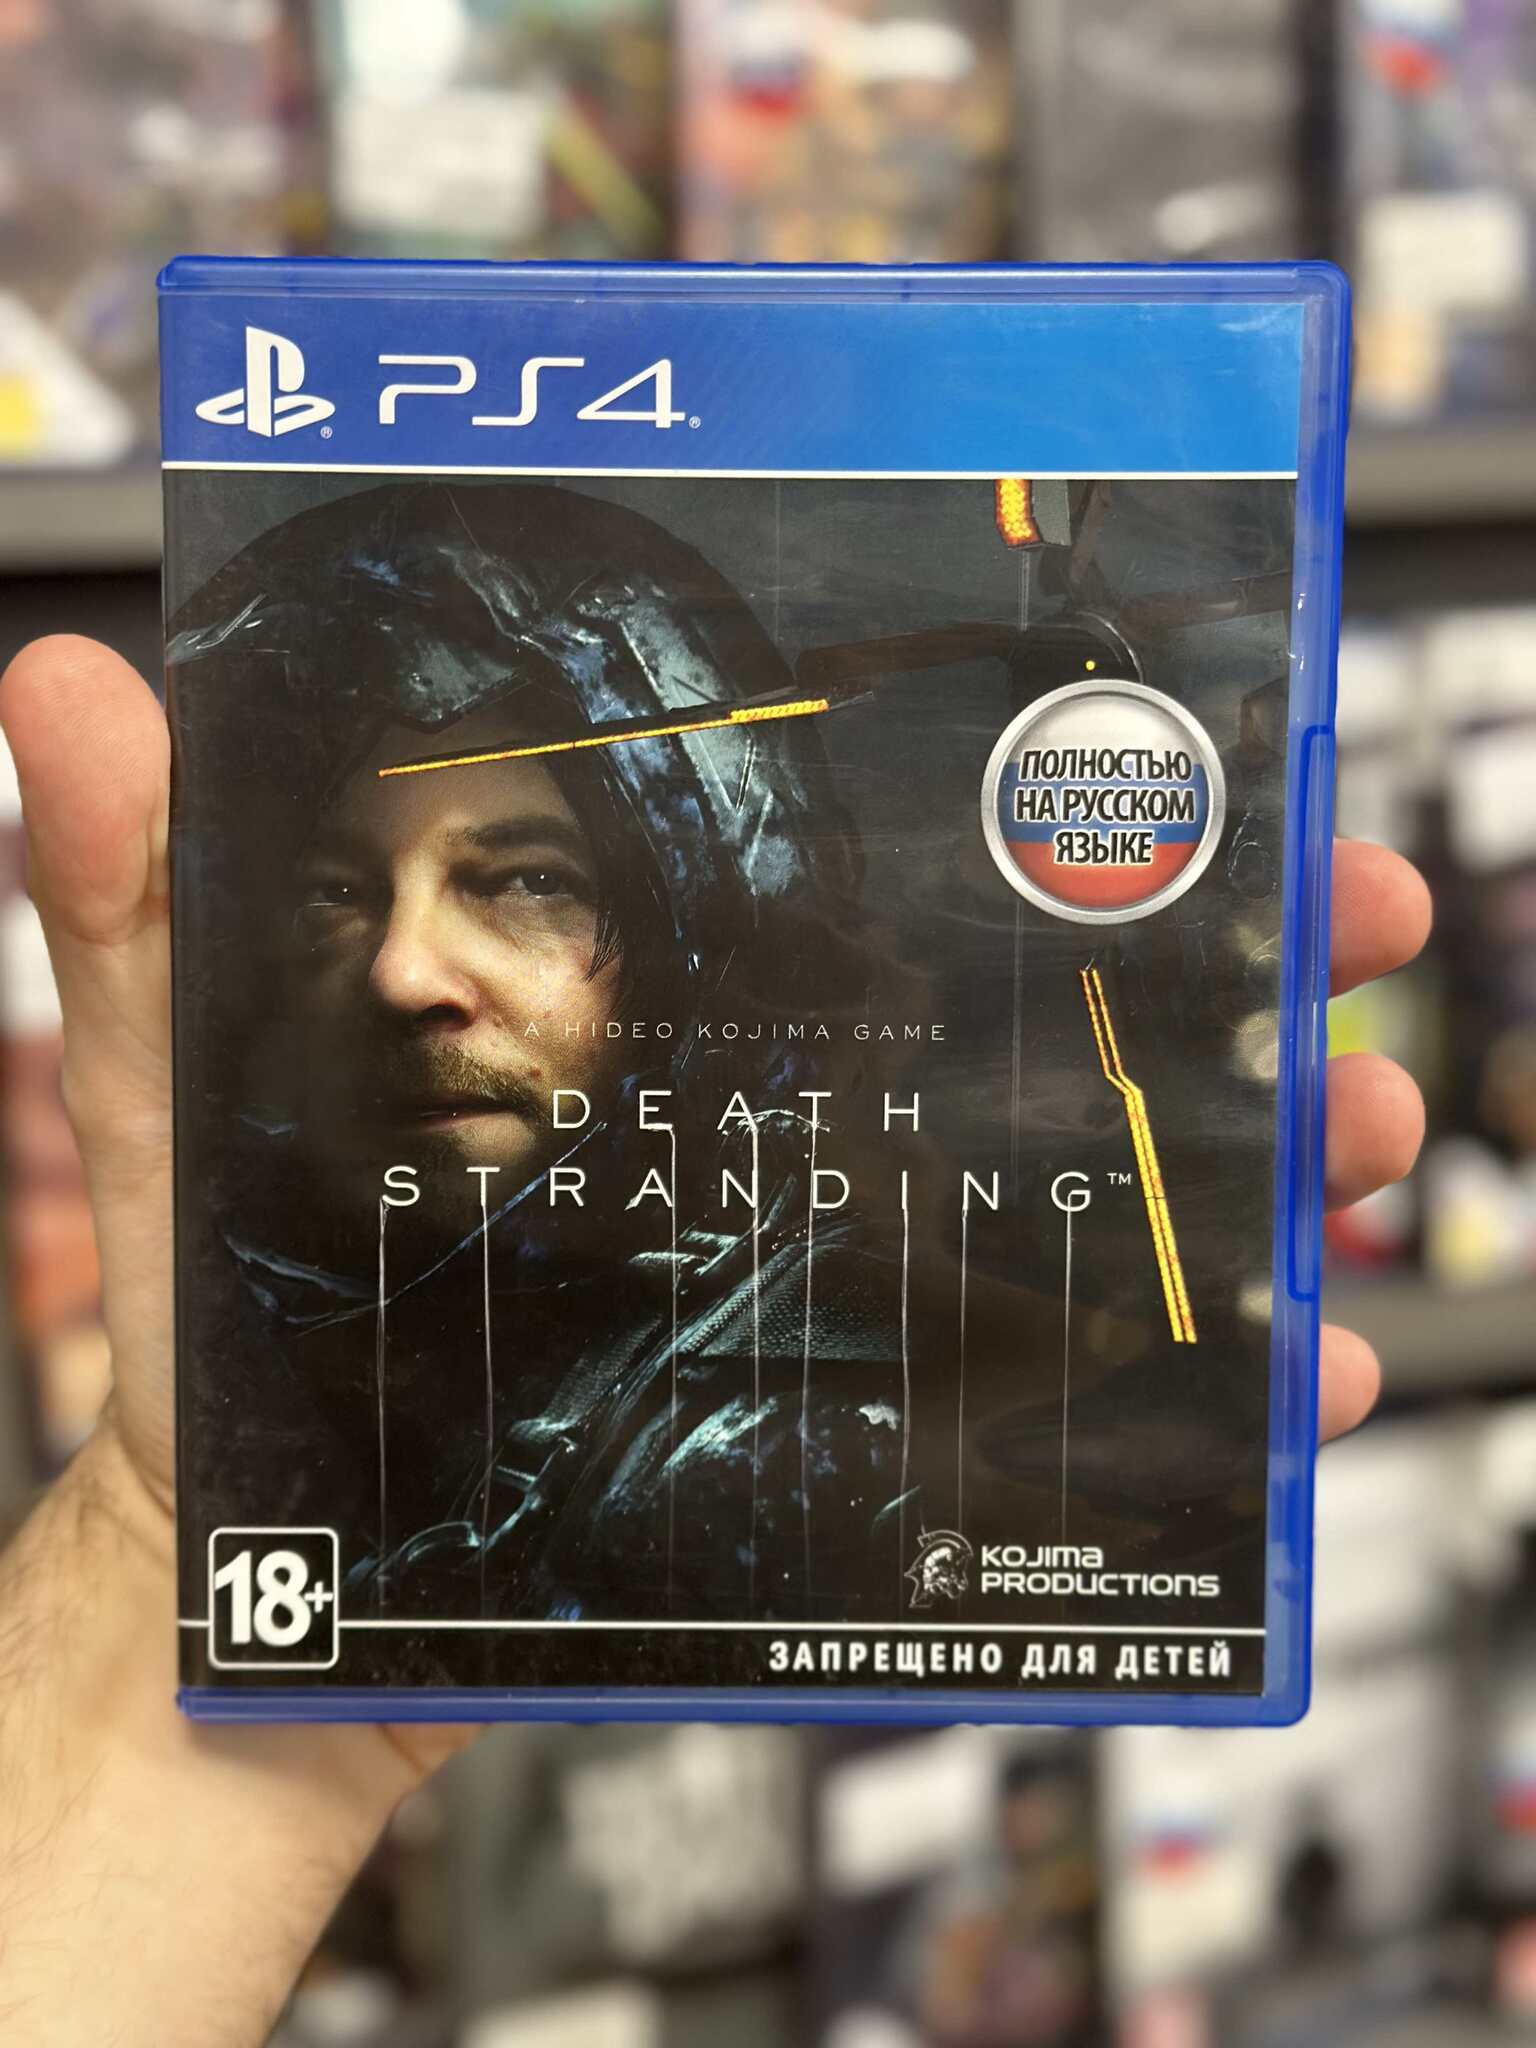 PS4
ПОЛНОСТЬЮ
НА РУССКОМ
ЯЗЫКЕ
A HIDEO KOJIMA GAME
DEATH
STRANDING™
KOJIMA
PRODUCTIONS
18+
ЗАПРЕЩЕНО ДЛЯ ДЕТЕЙ